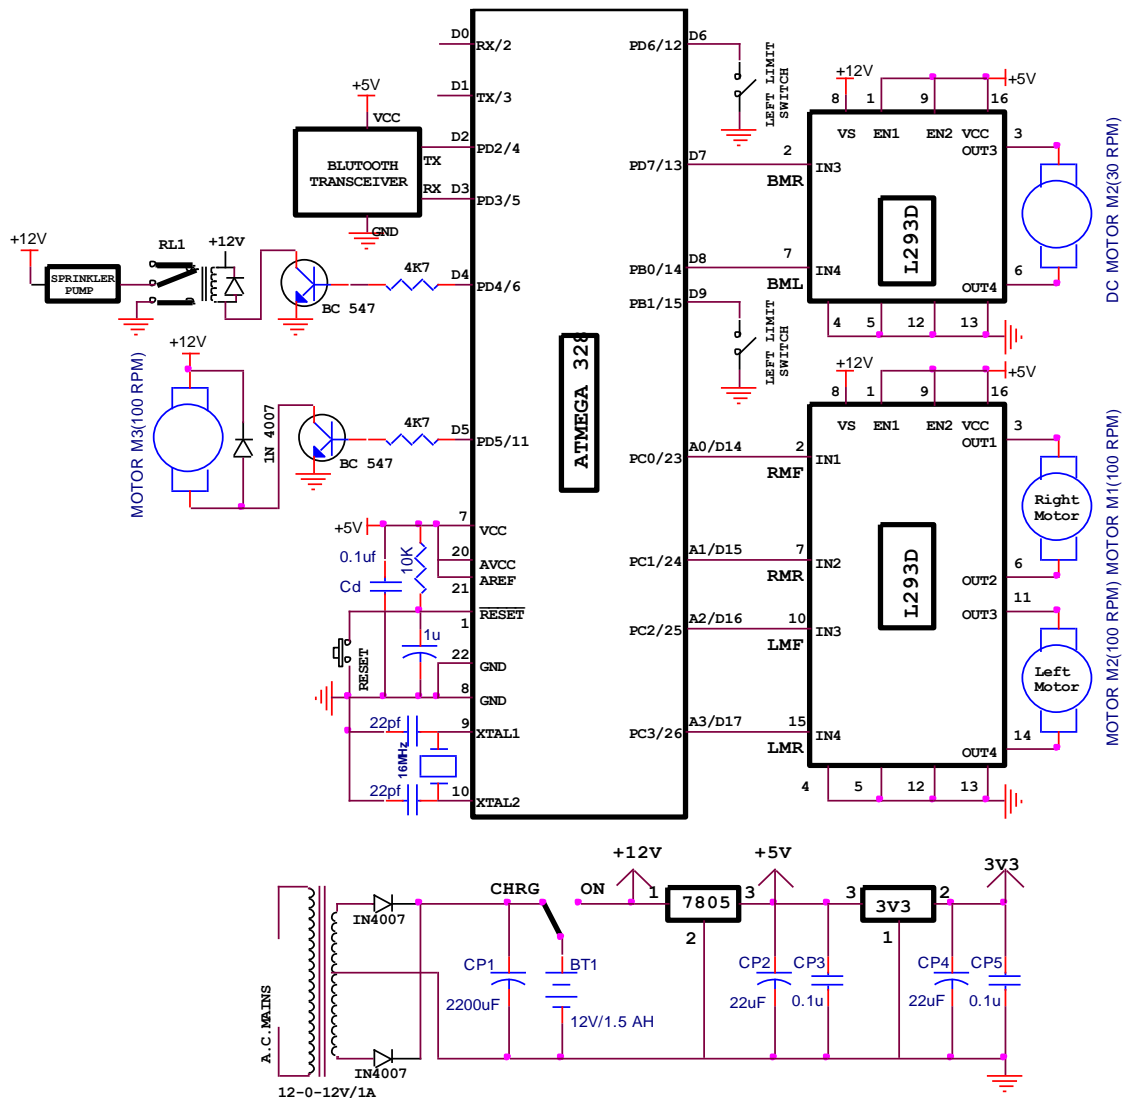 D0
RX/2
D1
TX/3
+5V
VCC
BLUTOOTH
TRANSCEIVER
TX
D2
PD2/4
RX
D3
PD3/5
GND
+12V
SPRINKLER
PUMP
RL1
+12V
BC 547
4K7
D4
PD4/6
+12V
MOTOR M3(100 RPM)
1N 4007
BC 547
4K7
D5
PD5/11
ATMEGA 328
+5V
7
VCC
0.1uf
Cd
10K
20
AVCC
AREF
21
RESET
1
1u
RESET
22
GND
8
GND
22pf
9
XTAL1
16MHz
22pf
10
XTAL2
PD6/12
D6
LEFT LIMIT
SWITCH
PD7/13
D7
2
BMR
IN3
PB0/14
D8
7
BML
IN4
PB1/15
D9
LEFT LIMIT
SWITCH
+12V
+5V
8
1
9
16
VS
EN1
EN2
VCC
3
OUT3
L293D
6
OUT4
4
5
12
13
DC MOTOR M2(30 RPM)
+12V
+5V
8
1
9
16
VS
EN1
EN2
VCC
3
OUT1
PC0/23
A0/D14
2
RMF
IN1
PC1/24
A1/D15
7
RMR
IN2
PC2/25
A2/D16
10
LMF
IN3
PC3/26
A3/D17
15
LMR
IN4
L293D
6
OUT2
11
OUT3
14
OUT4
4
5
12
13
Right
Motor
Left
Motor
MOTOR M1(100 RPM)
MOTOR M2(100 RPM)
A.C.MAINS
12-0-12V/1A
IN4007
IN4007
CHRG
ON
CP1
2200uF
BT1
12V/1.5 AH
+12V
1
7805
3
2
+5V
CP2
22uF
CP3
0.1u
3
3V3
2
1
3V3
CP4
22uF
CP5
0.1u